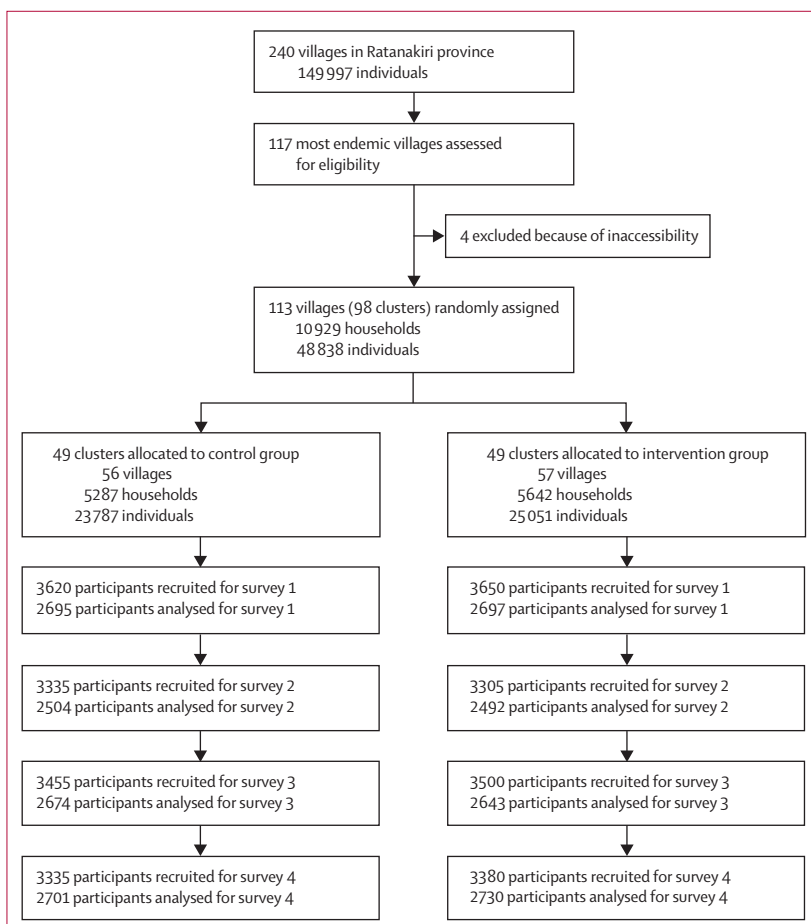 240 villages in Ratanakiri province
149 997 individuals
117 most endemic villages assessed
for eligibility
4 excluded because of inaccessibility
113 villages (98 clusters) randomly assigned
10 929 households
48 838 individuals
49 clusters allocated to control group
56 villages
5287 households
23 787 individuals
49 clusters allocated to intervention group
57 villages
5642 households
25 051 individuals
3620 participants recruited for survey 1
2695 participants analysed for survey 1
3650 participants recruited for survey 1
2697 participants analysed for survey 1
3335 participants recruited for survey 2
2504 participants analysed for survey 2
3305 participants recruited for survey 2
2492 participants analysed for survey 2
3455 participants recruited for survey 3
2674 participants analysed for survey 3
3500 participants recruited for survey 3
2643 participants analysed for survey 3
3335 participants recruited for survey 4
2701 participants analysed for survey 4
3380 participants recruited for survey 4
2730 participants analysed for survey 4